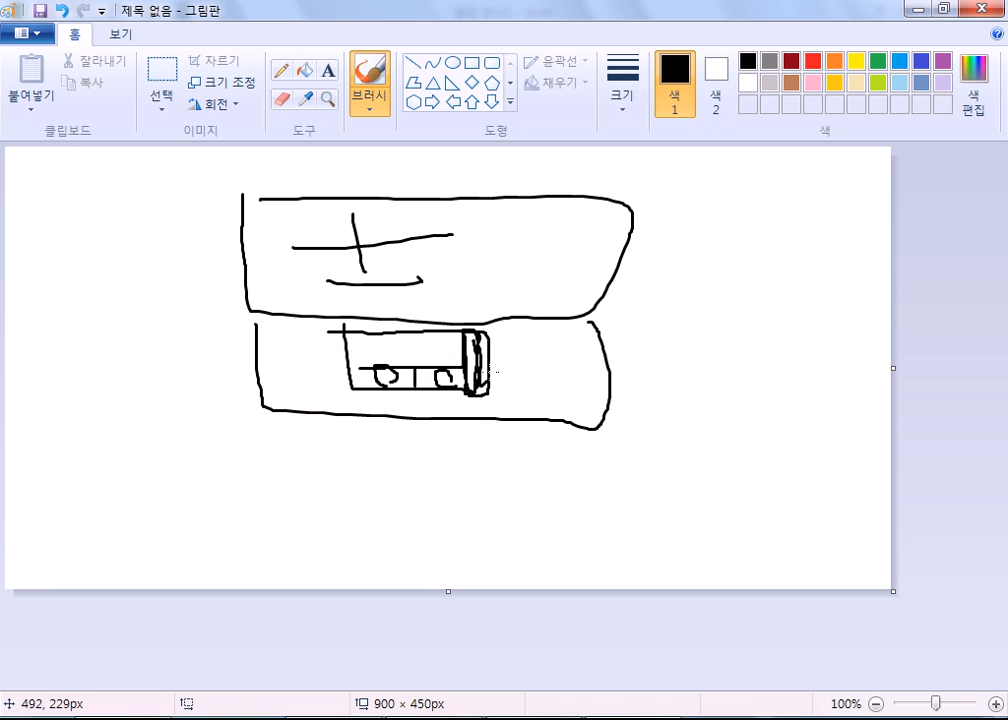 제목 없음 - 그림판
홈 보기
붙여넣기
잘라내기
복사
클립보드
선택
자르기
크기 조정
회전
이미지
A
도구
브러시
도형
윤곽선
채우기
크기
색 1
색 2
색
색 편집
492, 229px
900 × 450px
100%